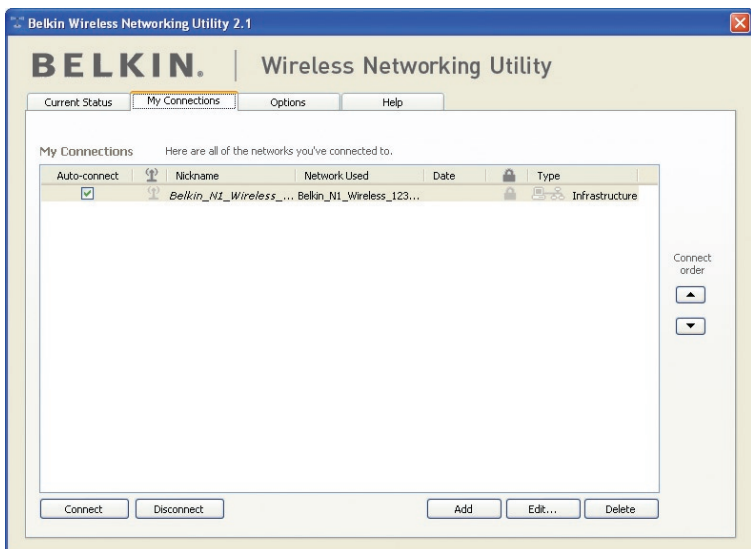 Belkin Wireless Networking Utility 2.1
BELKIN. | Wireless Networking Utility
Current Status My Connections Options Help
My Connections Here are all of the networks you've connected to.
Auto-connect Nickname Network Used Date Type
Belkin_N1_Wireless_... Belkin_N1_Wireless_123... Infrastructure
Connect
order
Connect Disconnect Add Edit... Delete